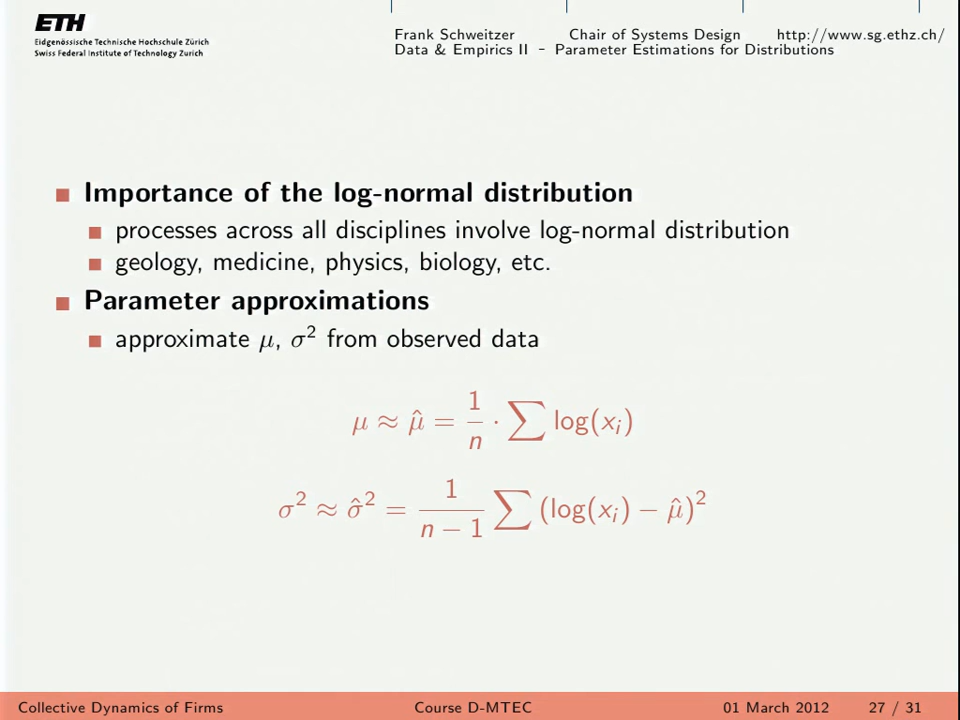 ETH
Eidgenössische Technische Hochschule Zürich
Swiss Federal Institute of Technology Zurich
Frank Schweitzer Chair of Systems Design http://www.sg.ethz.ch/
Data & Empirics II - Parameter Estimations for Distributions
Importance of the log-normal distribution
processes across all disciplines involve log-normal distribution
geology, medicine, physics, biology, etc.
Parameter approximations
approximate μ, σ² from observed data
μ ≈ μ̂ = 1/n · ∑ log(xᵢ)
σ² ≈ σ̂² = 1/(n − 1) ∑ (log(xᵢ) − μ̂)²
Collective Dynamics of Firms Course D-MTEC 01 March 2012 27 / 31